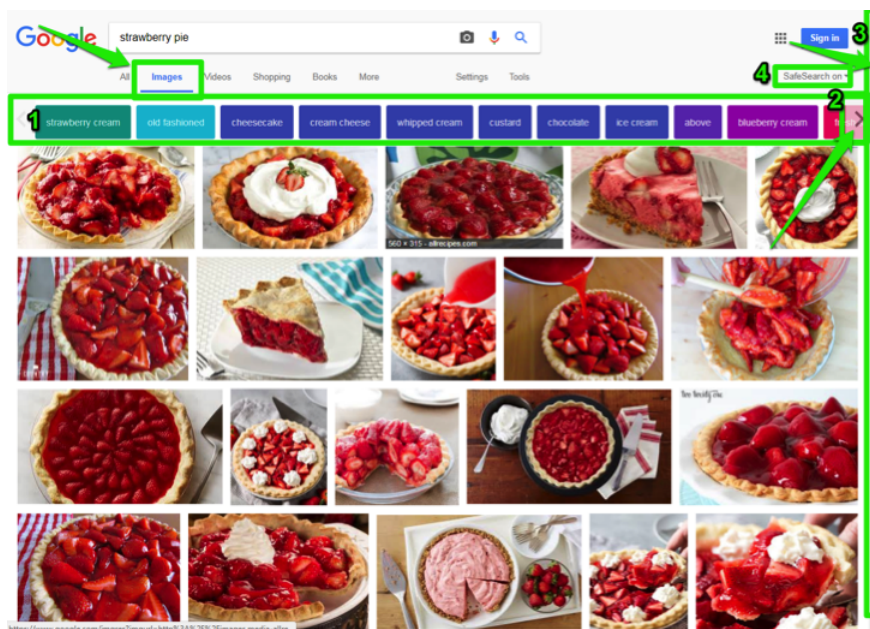 Google strawberry pie
Sign in 3
All Images Videos Shopping Books More Settings Tools
4 SafeSearch on
1 strawberry cream old fashioned cheesecake cream cheese whipped cream custard chocolate ice cream above blueberry cream 2
560 × 315 - allrecipes.com